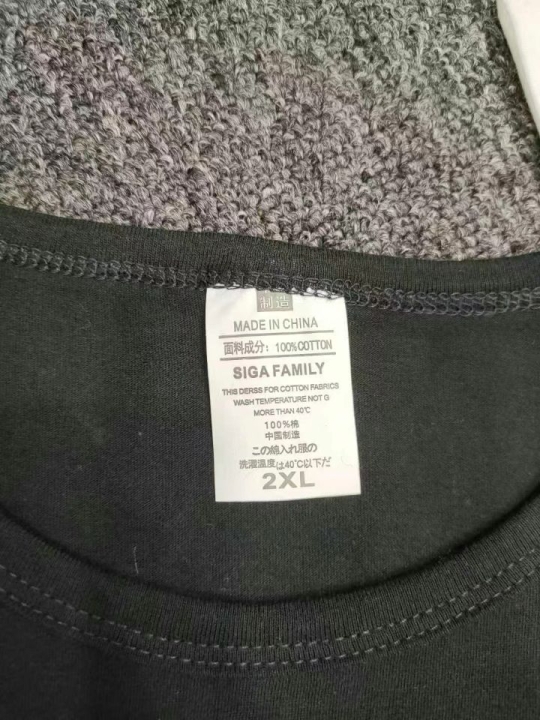 制造
MADE IN CHINA
面料成分：100%COTTON
SIGA FAMILY
THIS DERSS FOR COTTON FABRICS
WASH TEMPERATURE NOT G
MORE THAN 40℃
100%棉
中国制造
この綿入れ服の
洗濯温度は40℃以下だ
2XL